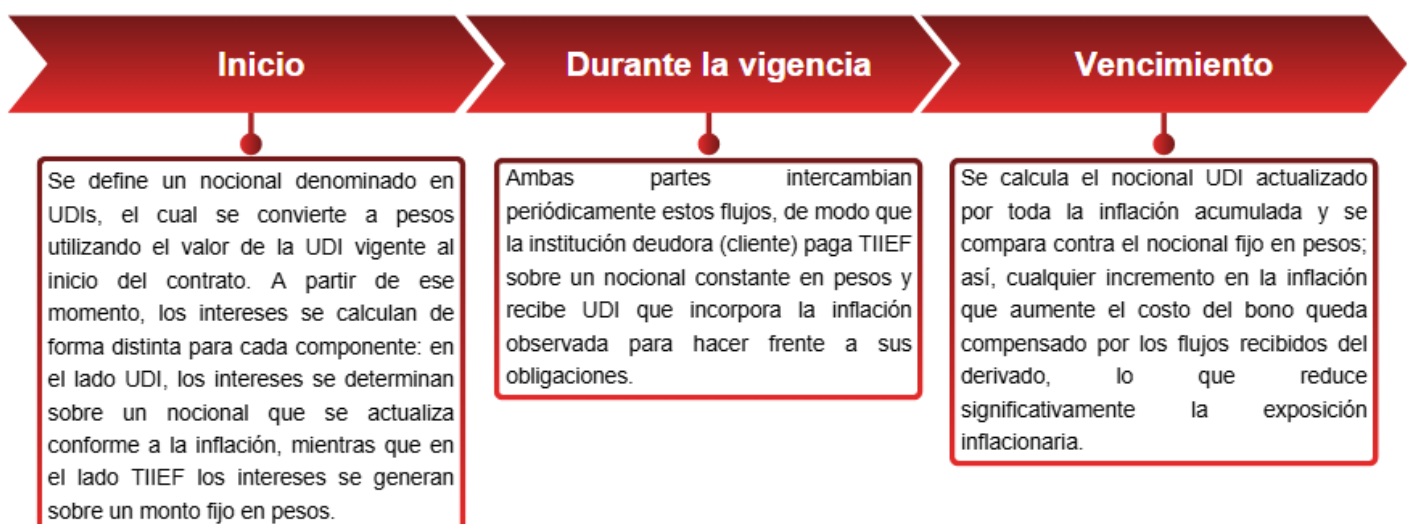 Inicio
Durante la vigencia
Vencimiento
Se define un nocional denominado en
UDIs, el cual se convierte a pesos
utilizando el valor de la UDI vigente al
inicio del contrato. A partir de ese
momento, los intereses se calculan de
forma distinta para cada componente: en
el lado UDI, los intereses se determinan
sobre un nocional que se actualiza
conforme a la inflación, mientras que en
el lado TIIEF los intereses se generan
sobre un monto fijo en pesos.
Ambas partes intercambian
periódicamente estos flujos, de modo que
la institución deudora (cliente) paga TIIEF
sobre un nocional constante en pesos y
recibe UDI que incorpora la inflación
observada para hacer frente a sus
obligaciones.
Se calcula el nocional UDI actualizado
por toda la inflación acumulada y se
compara contra el nocional fijo en pesos;
así, cualquier incremento en la inflación
que aumente el costo del bono queda
compensado por los flujos recibidos del
derivado, lo que reduce
significativamente la exposición
inflacionaria.